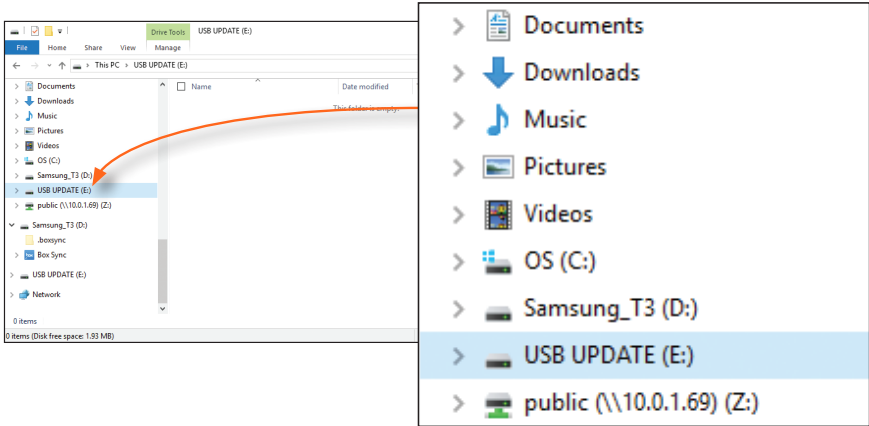 Drive Tools USB UPDATE (E:)
File Home Share View Manage
This PC > USB UPDATE (E:)
Name Date modified
This folder is empty.
Documents
Downloads
Music
Pictures
Videos
OS (C:)
Samsung_T3 (D:)
USB UPDATE (E:)
public (\\10.0.1.69) (Z:)
Samsung_T3 (D:)
.boxsync
Box Sync
USB UPDATE (E:)
Network
0 items
0 items (Disk free space: 1.93 MB)
Documents
Downloads
Music
Pictures
Videos
OS (C:)
Samsung_T3 (D:)
USB UPDATE (E:)
public (\\10.0.1.69) (Z:)